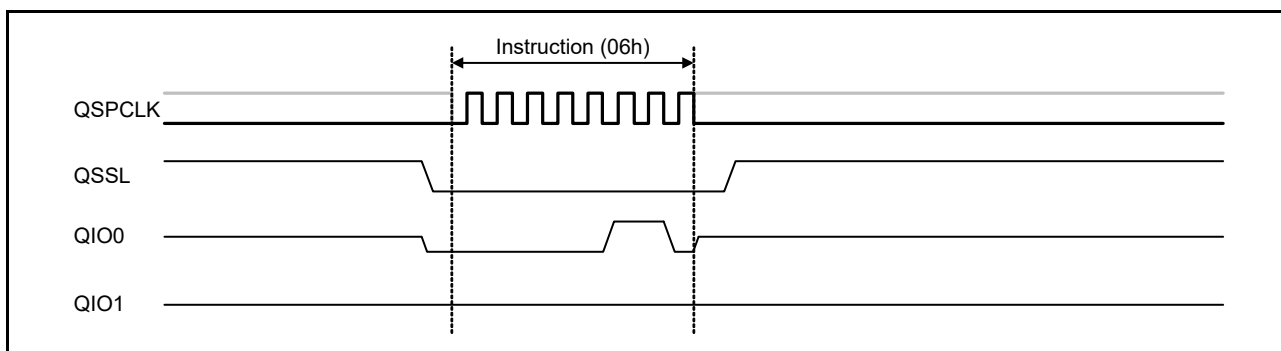 Instruction (06h)
QSPCLK
QSSL
QIO0
QIO1